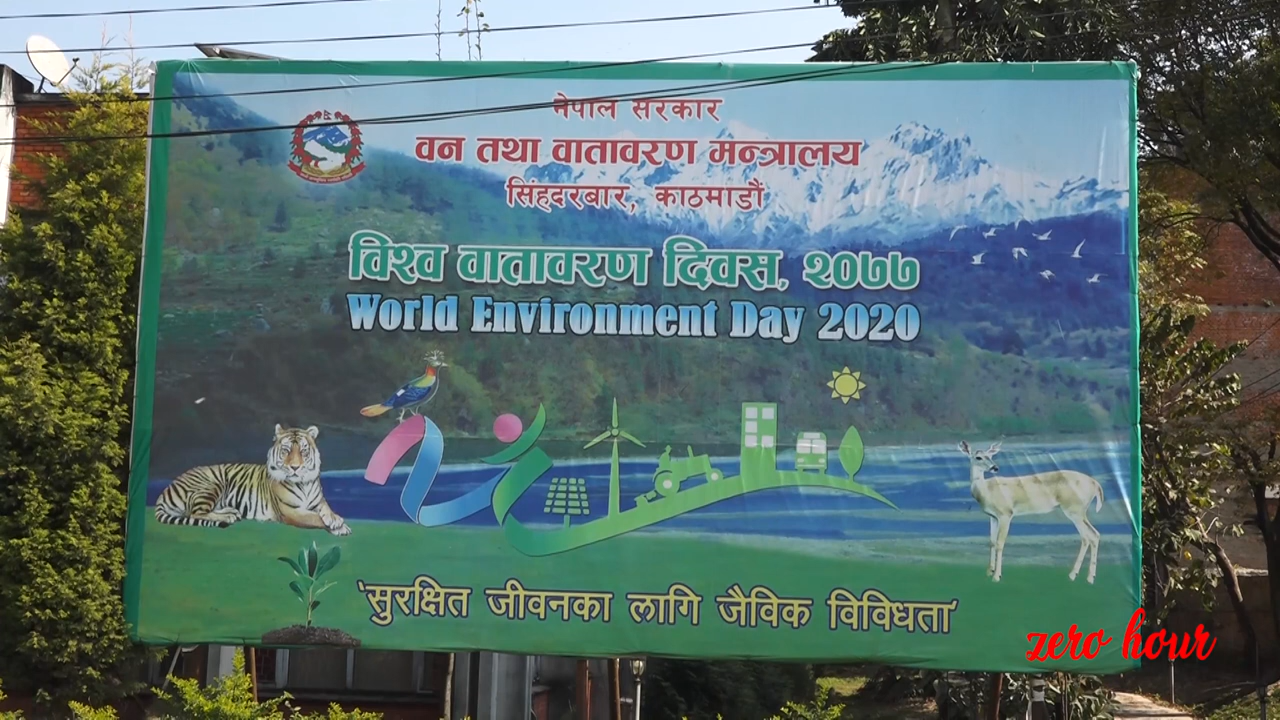 नेपाल सरकार
वन तथा वातावरण मन्त्रालय
सिंहदरबार, काठमाडौं
विश्व वातावरण दिवस, २०७७
World Environment Day 2020
'सुरक्षित जीवनका लागि जैविक विविधता'
zero hour